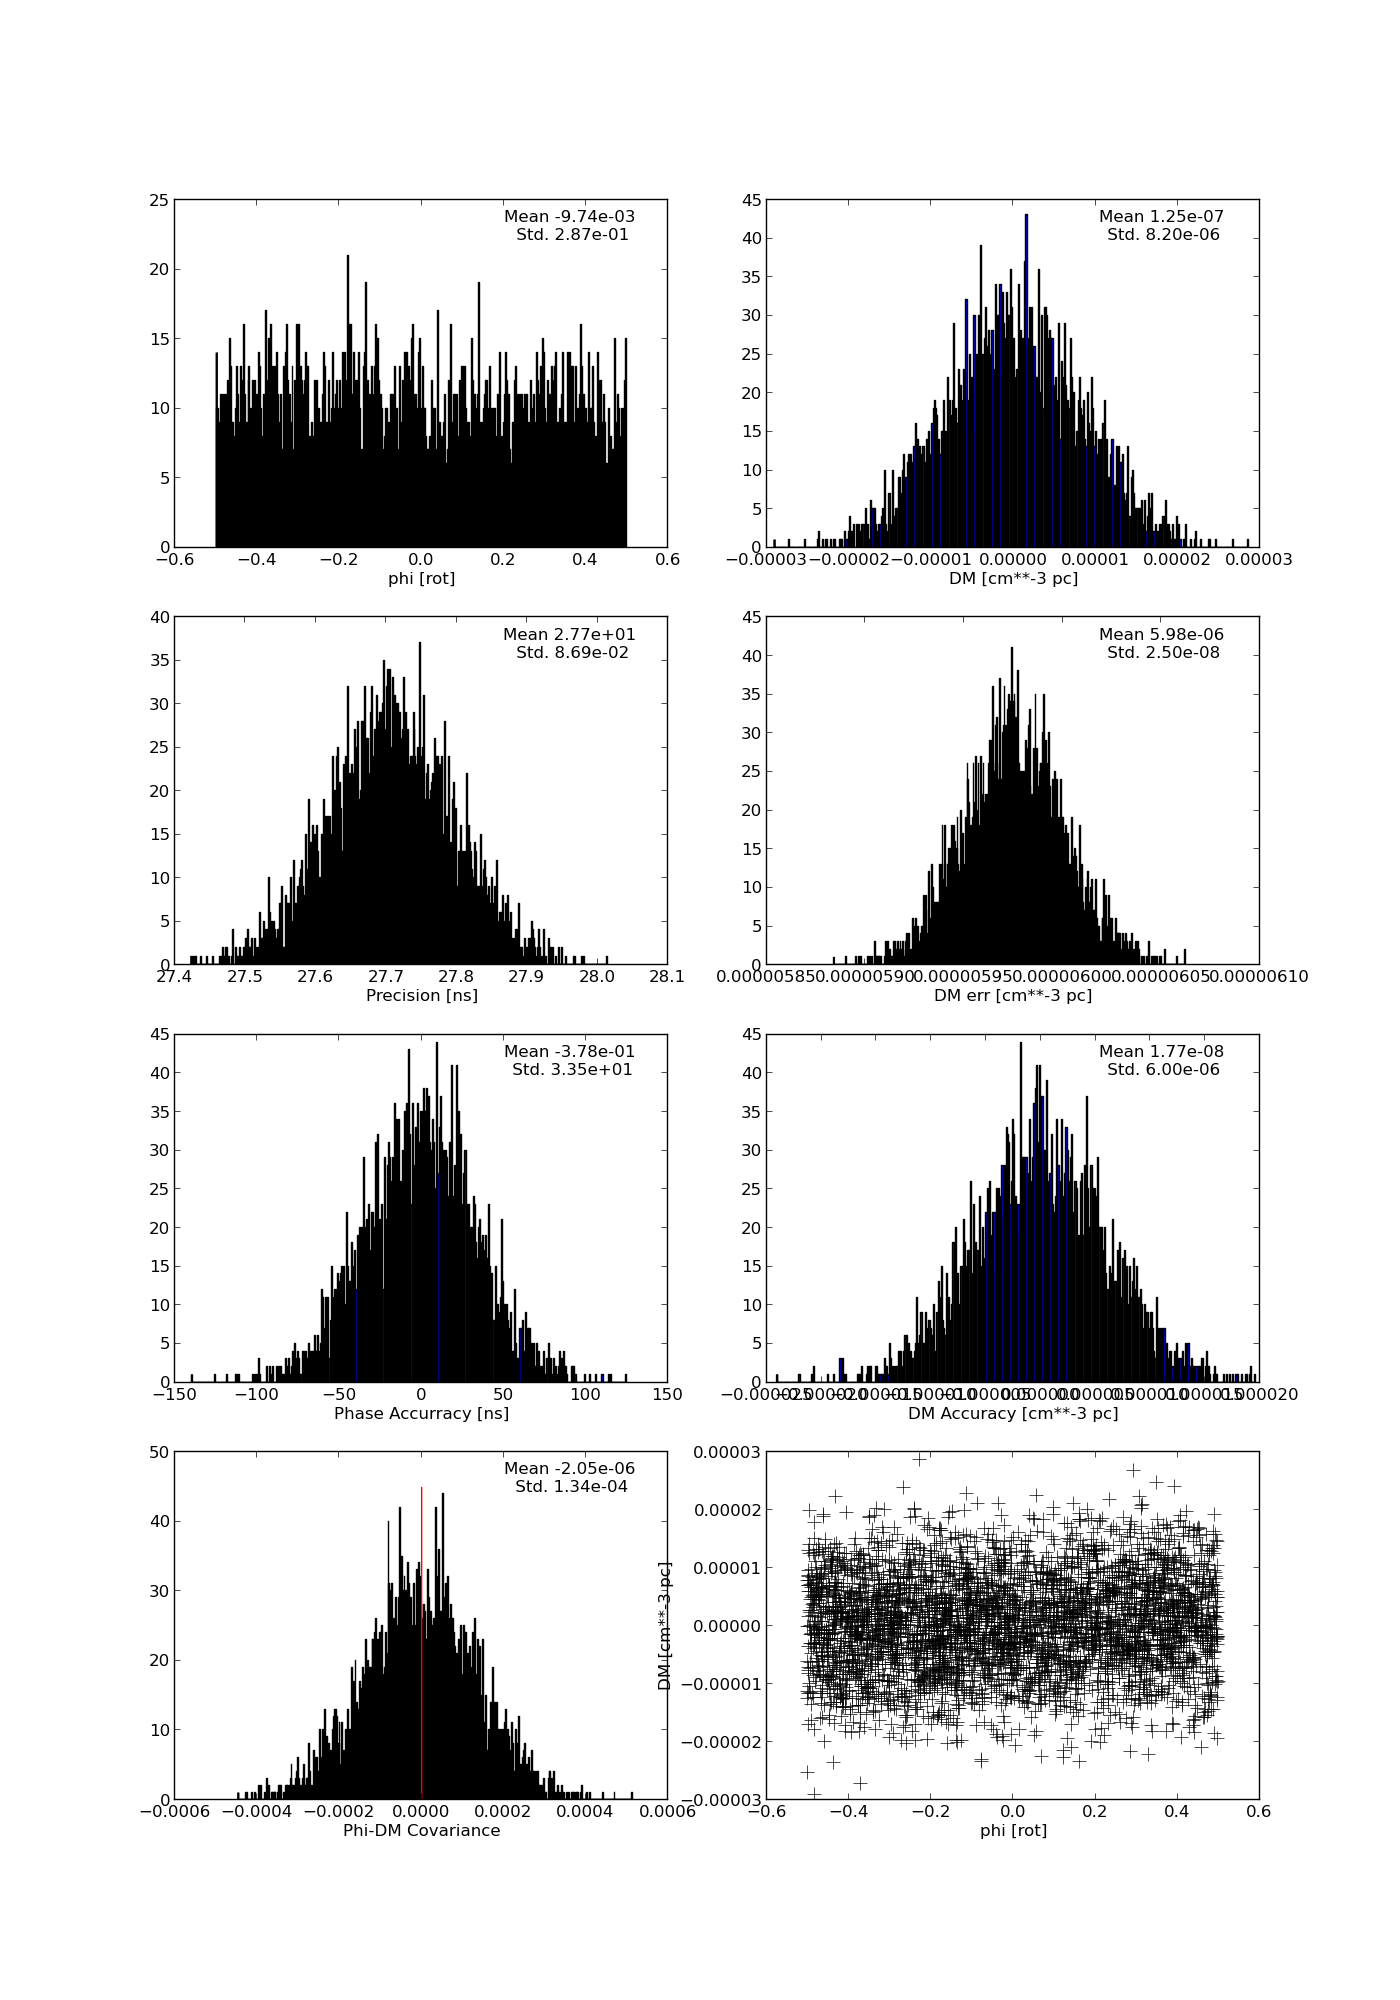 25
20
15
10
5
0
Mean -9.74e-03
Std. 2.87e-01
−0.6 −0.4 −0.2 0.0 0.2 0.4 0.6
phi [rot]
45
40
35
30
25
20
15
10
5
0
Mean 1.25e-07
Std. 8.20e-06
−0.00003 −0.00002 −0.00001 0.00000 0.00001 0.00002 0.00003
DM [cm**-3 pc]
40
35
30
25
20
15
10
5
0
Mean 2.77e+01
Std. 8.69e-02
27.4 27.5 27.6 27.7 27.8 27.9 28.0 28.1
Precision [ns]
45
40
35
30
25
20
15
10
5
0
Mean 5.98e-06
Std. 2.50e-08
0.00000585 0.00000590 0.00000595 0.00000600 0.00000605 0.00000610
DM err [cm**-3 pc]
45
40
35
30
25
20
15
10
5
0
Mean -3.78e-01
Std. 3.35e+01
−150 −100 −50 0 50 100 150
Phase Accurracy [ns]
45
40
35
30
25
20
15
10
5
0
Mean 1.77e-08
Std. 6.00e-06
DM Accuracy [cm**-3 pc]
50
40
30
20
10
0
Mean -2.05e-06
Std. 1.34e-04
−0.0006 −0.0004 −0.0002 0.0000 0.0002 0.0004 0.0006
Phi-DM Covariance
0.00003
0.00002
0.00001
0.00000
−0.00001
−0.00002
−0.00003
DM [cm**-3 pc]
−0.6 −0.4 −0.2 0.0 0.2 0.4 0.6
phi [rot]